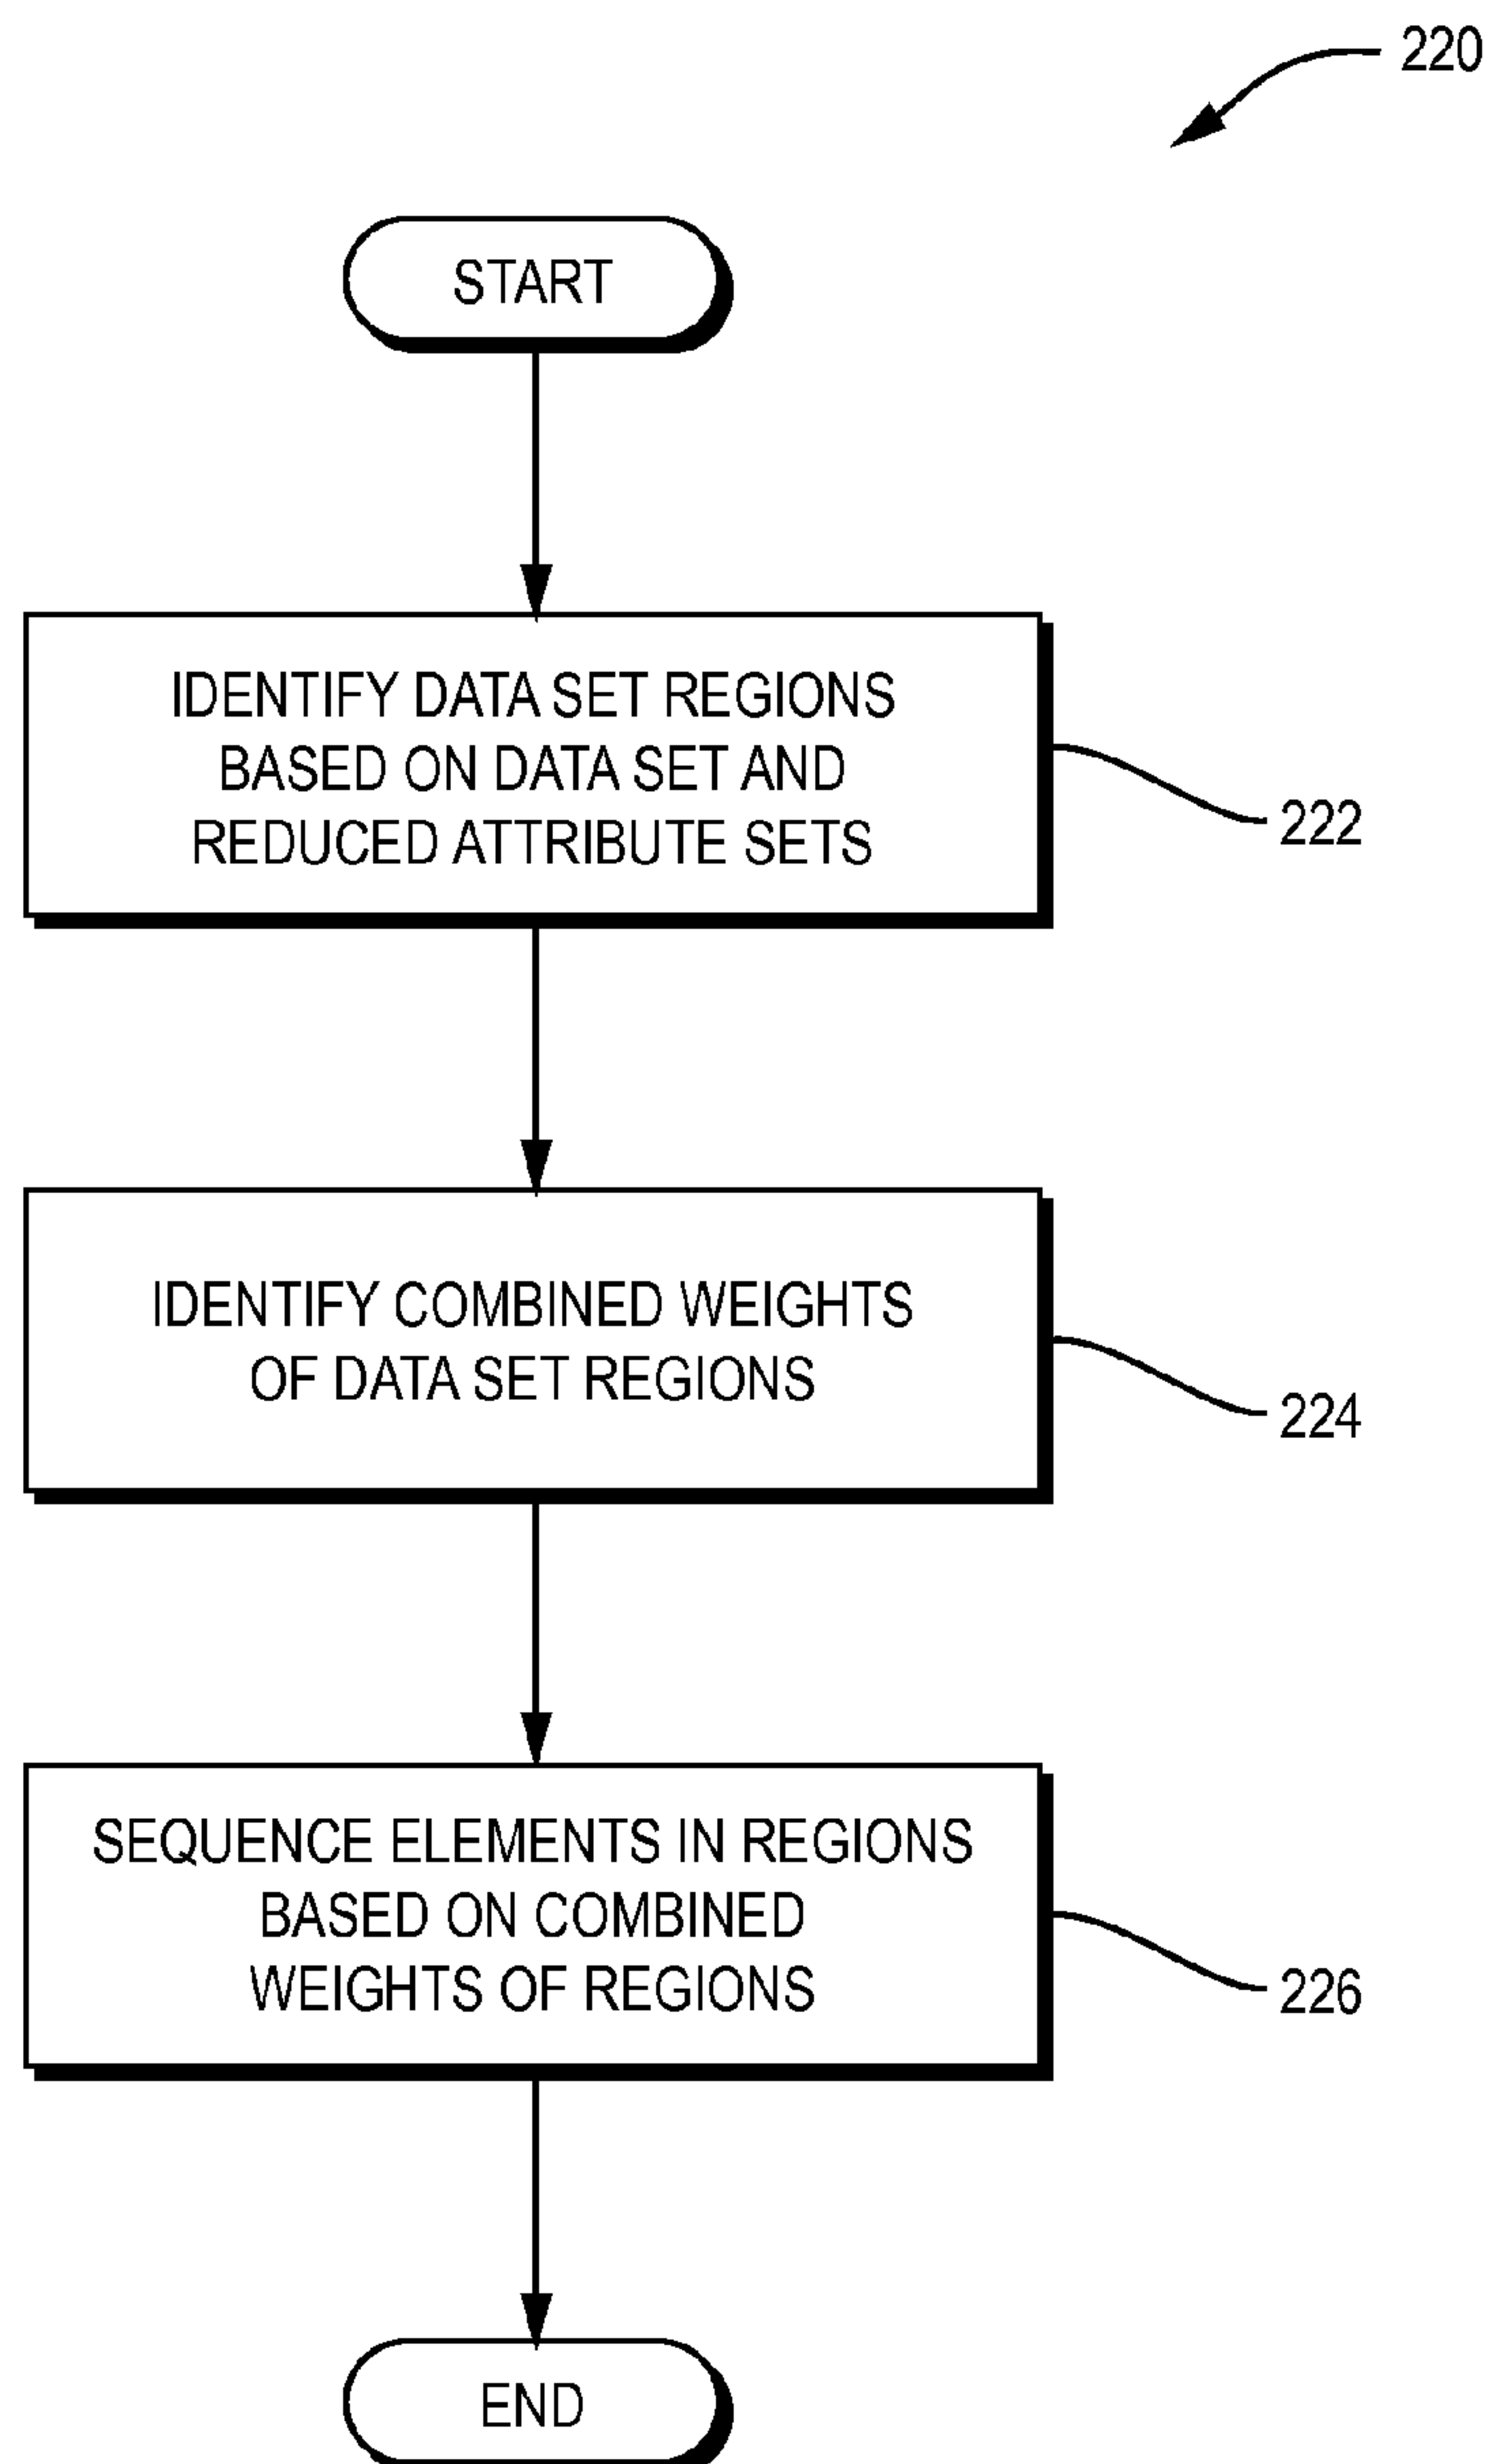 220
START
IDENTIFY DATA SET REGIONS
BASED ON DATA SET AND
REDUCED ATTRIBUTE SETS
222
IDENTIFY COMBINED WEIGHTS
OF DATA SET REGIONS
224
SEQUENCE ELEMENTS IN REGIONS
BASED ON COMBINED
WEIGHTS OF REGIONS
226
END